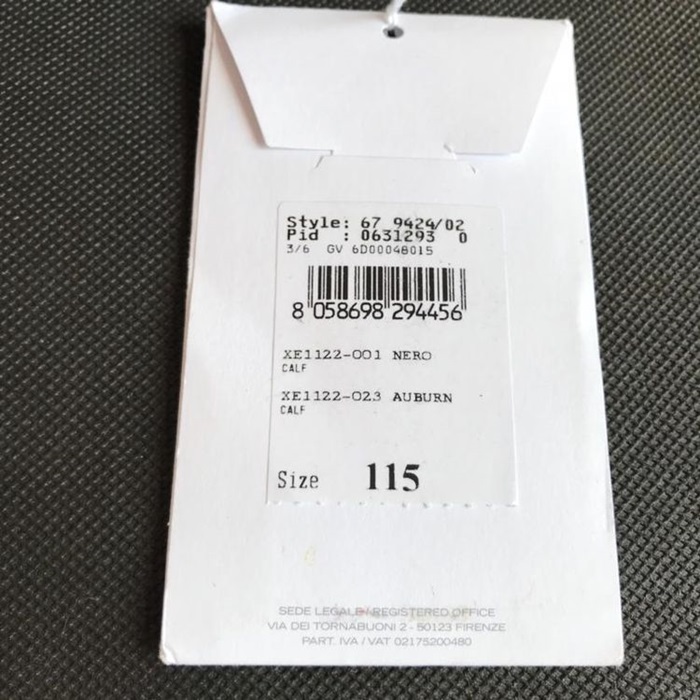 Style: 67 9424/02
Pid : 0631293 0
3/6 GV 6D00048015
8 058698 294456
XE1122-001 NERO
CALF
XE1122-023 AUBURN
CALF
Size 115
SEDE LEGALE / REGISTERED OFFICE
VIA DEI TORNABUONI 2 - 50123 FIRENZE
PART. IVA / VAT 02175200480